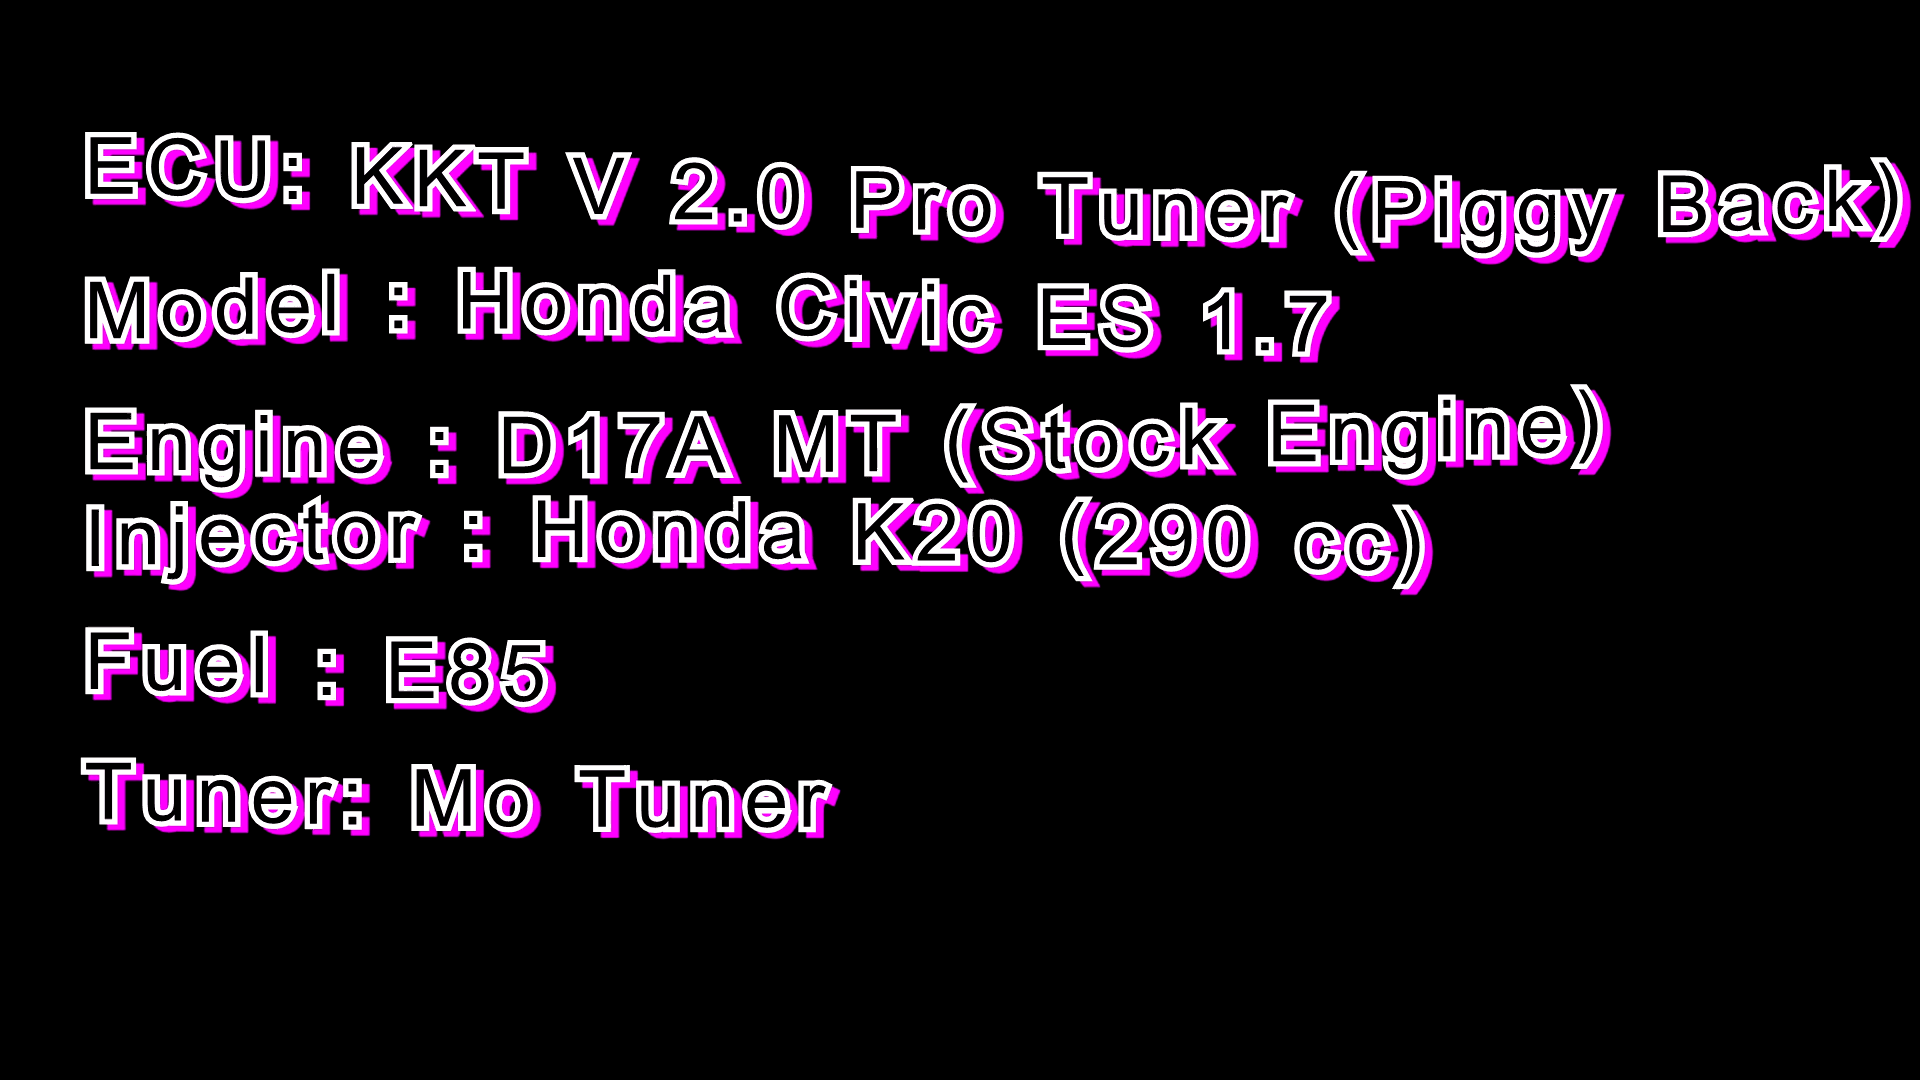 ECU: KKT V 2.0 Pro Tuner (Piggy Back)
Model : Honda Civic ES 1.7
Engine : D17A MT (Stock Engine)
Injector : Honda K20 (290 cc)
Fuel : E85
Tuner: Mo Tuner